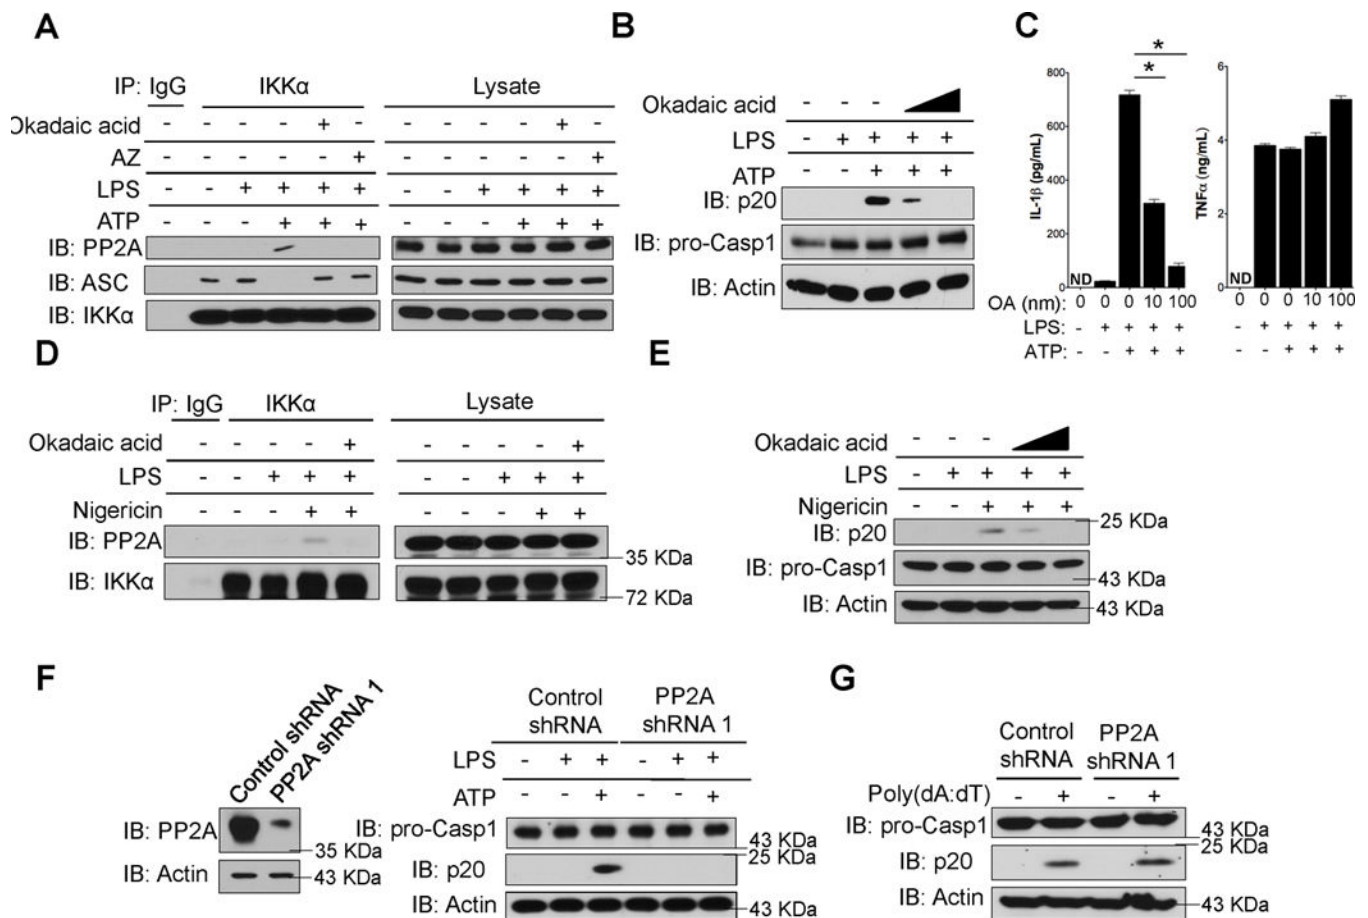 A
IP: IgG IKKα Lysate
Okadaic acid - - - - + - - - - - + -
AZ - - - - - + - - - - - +
LPS - - + + + + - - + + + +
ATP - - - + + + - - - + + +
IB: PP2A
IB: ASC
IB: IKKα
B
Okadaic acid - - -
LPS - + + + +
ATP - - + + +
IB: p20
IB: pro-Casp1
IB: Actin
C
* *
800
600
400
200
0
IL-1β (pg/mL)
ND
OA (nm) 0 0 0 10 100
LPS: - + + + +
ATP: - - + + +
6
4
2
0
TNFα (ng/mL)
ND
0 0 0 10 100
- + + + +
- - + + +
D
IP: IgG IKKα Lysate
Okadaic acid - - - - + - - - - +
LPS - - + + + - - + + +
Nigericin - - - + + - - - + +
IB: PP2A 35 KDa
IB: IKKα 72 KDa
E
Okadaic acid - - -
LPS - + + + +
Nigericin - - + + +
IB: p20 25 KDa
IB: pro-Casp1 43 KDa
IB: Actin 43 KDa
F
Control shRNA
PP2A shRNA 1
IB: PP2A 35 KDa
IB: Actin 43 KDa
Control PP2A
shRNA shRNA 1
LPS - + + - + +
ATP - - + - - +
IB: pro-Casp1 43 KDa
IB: p20 25 KDa
IB: Actin 43 KDa
G
Control PP2A
shRNA shRNA 1
Poly(dA:dT) - + - +
IB: pro-Casp1 43 KDa
IB: p20 25 KDa
IB: Actin 43 KDa